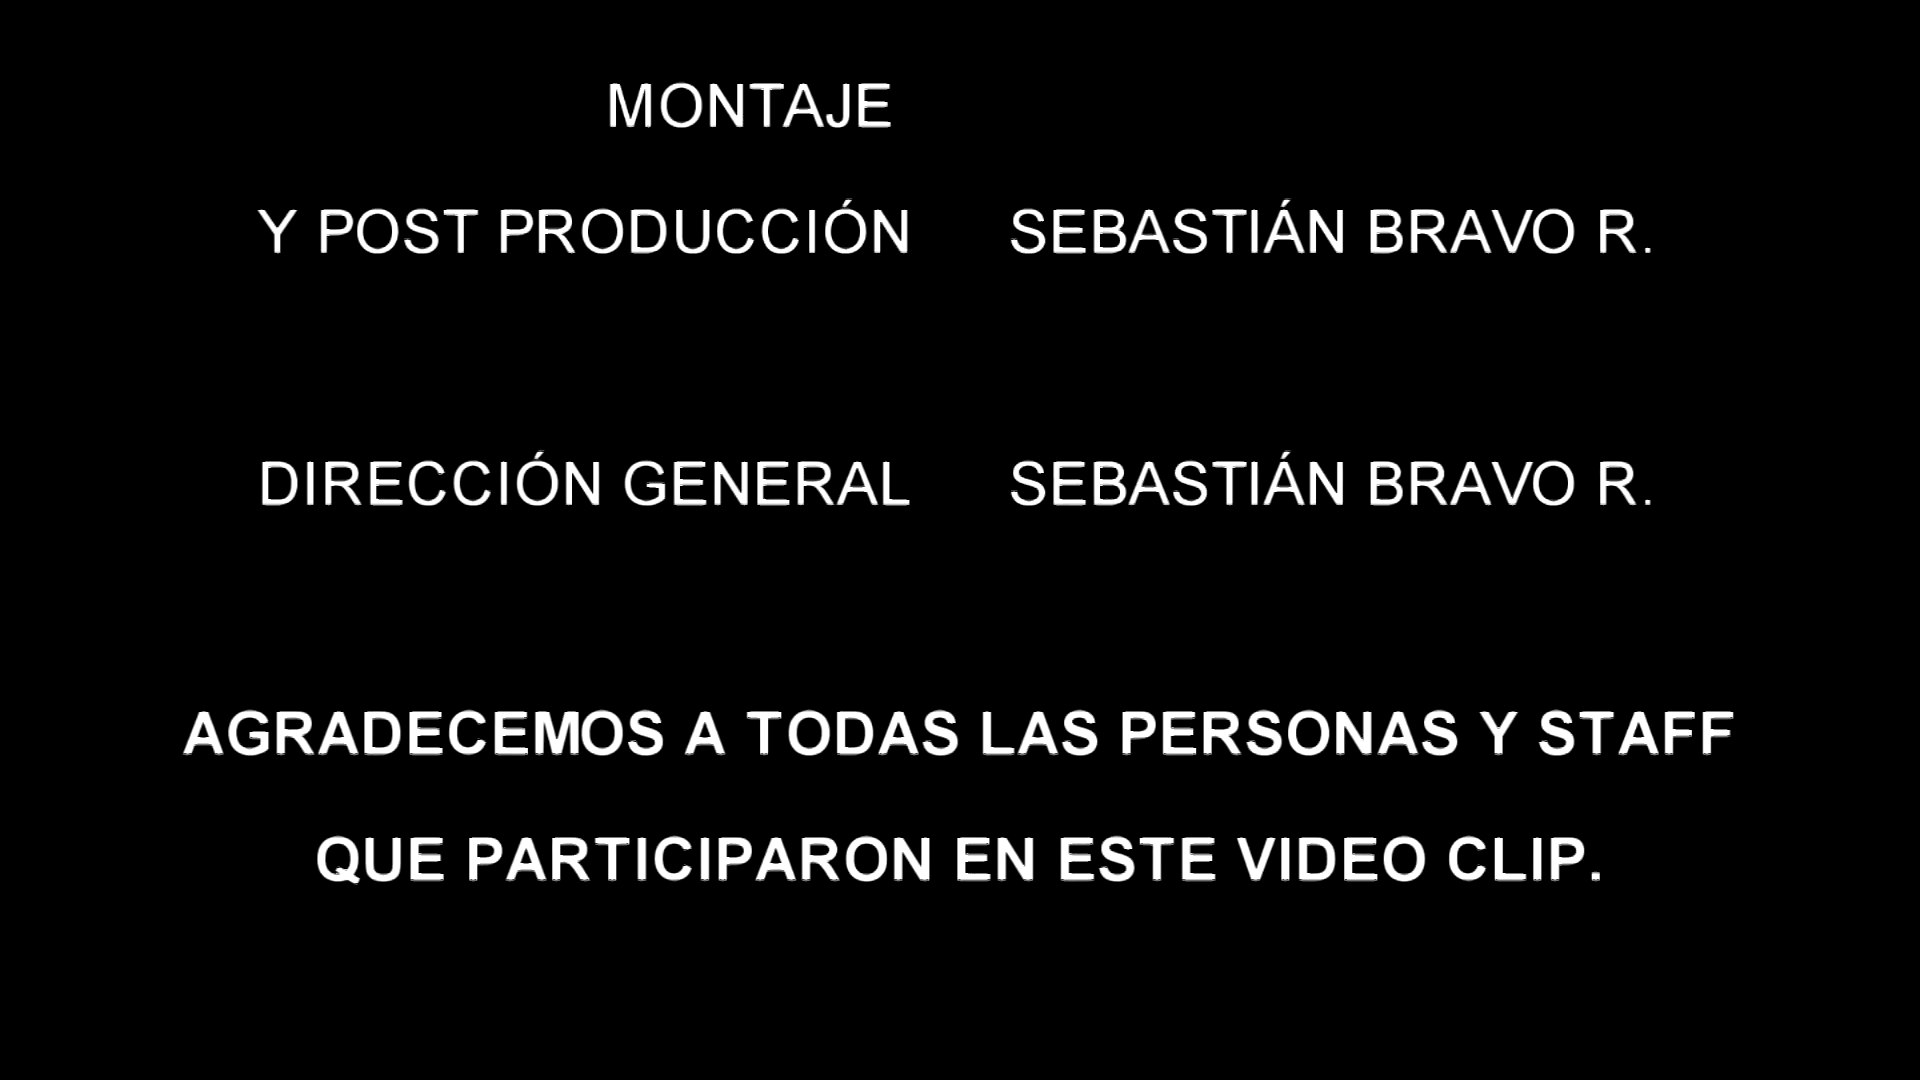 MONTAJE
Y POST PRODUCCIÓN SEBASTIÁN BRAVO R.
DIRECCIÓN GENERAL SEBASTIÁN BRAVO R.
AGRADECEMOS A TODAS LAS PERSONAS Y STAFF
QUE PARTICIPARON EN ESTE VIDEO CLIP.